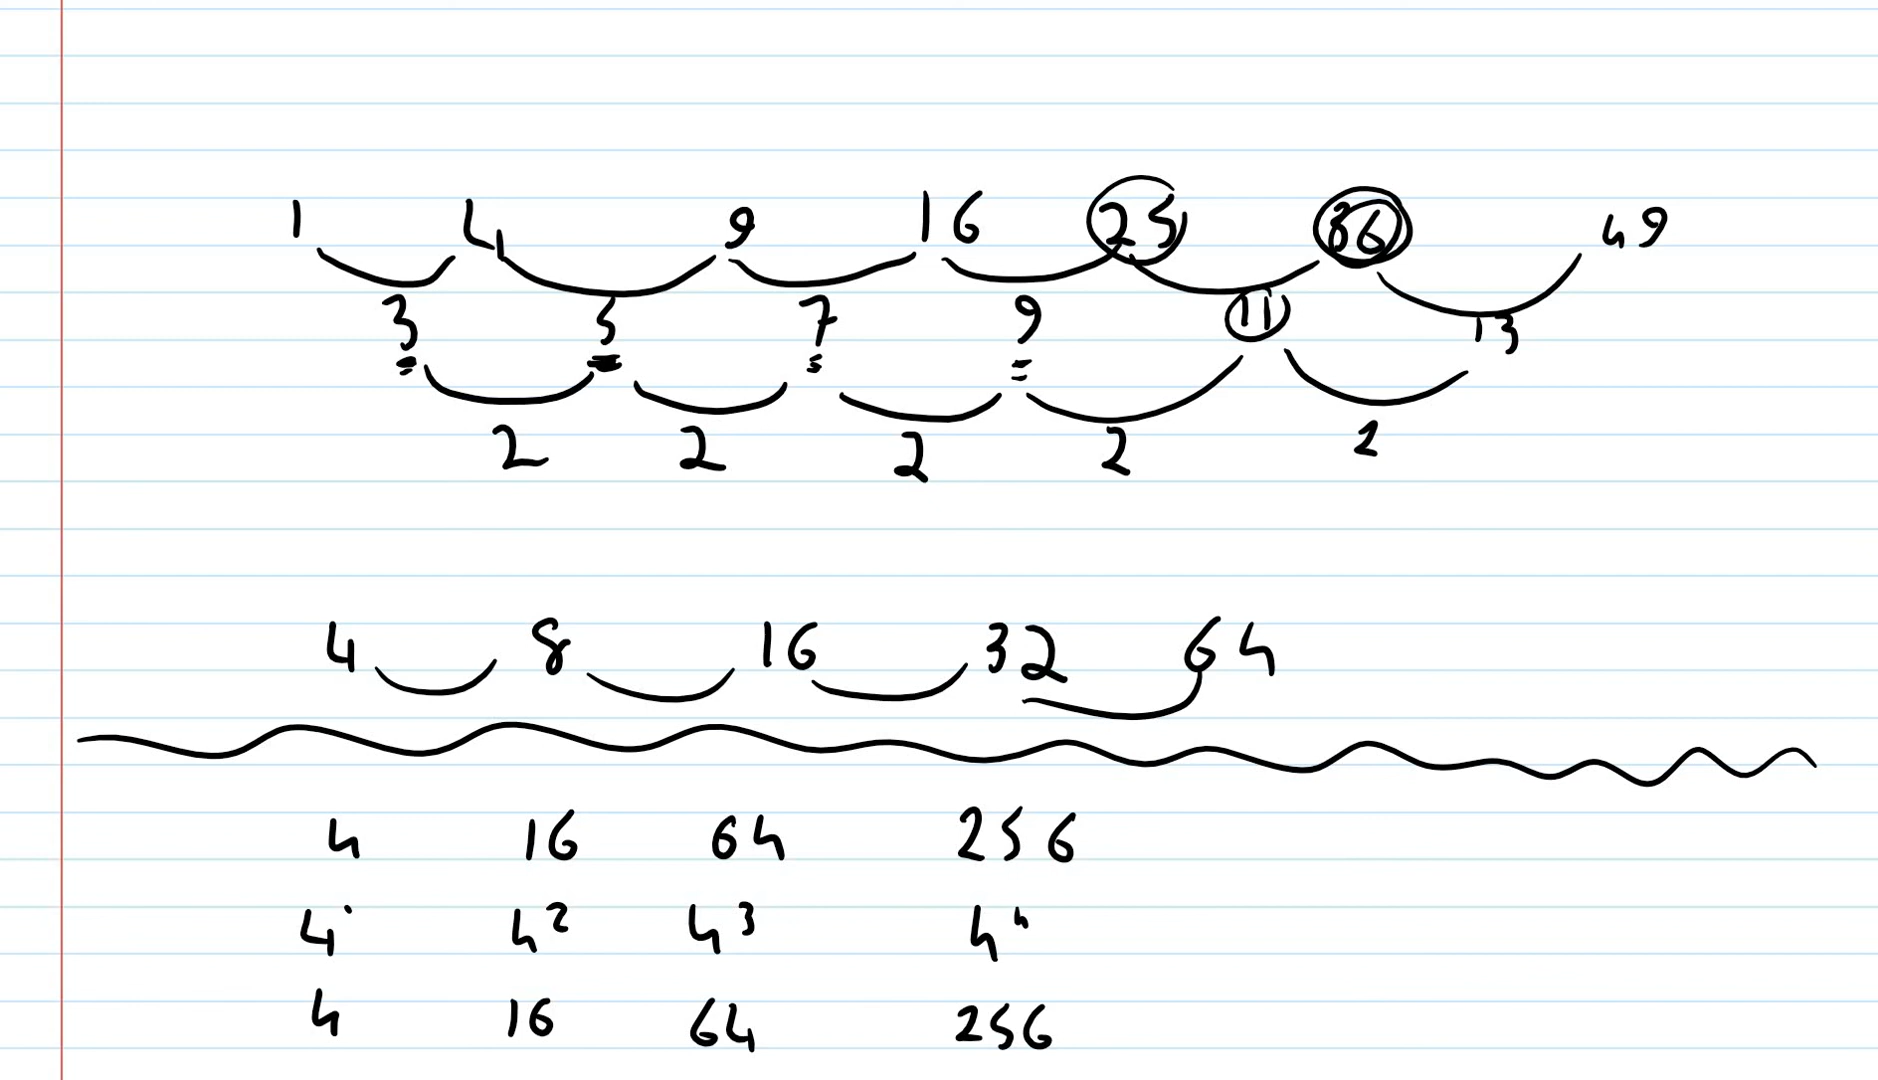 1 4 9 16 25 36 49
3 5 7 9 11 13
= = = =
2 2 2 2 2
4 8 16 32 64
4 16 64 256
4¹ 4² 4³ 4⁴
4 16 64 256